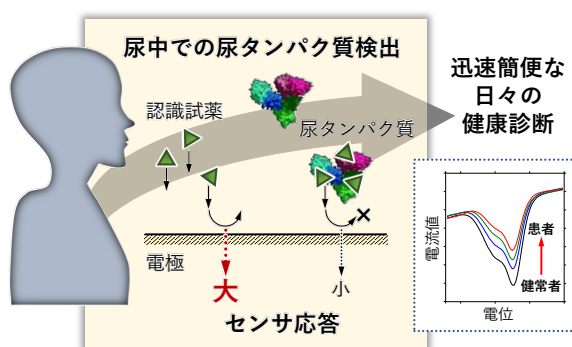 尿中での尿タンパク質検出
迅速簡便な
日々の
健康診断
認識試薬
尿タンパク質
電極
大
小
センサ応答
電流値
患者
健常者
電位